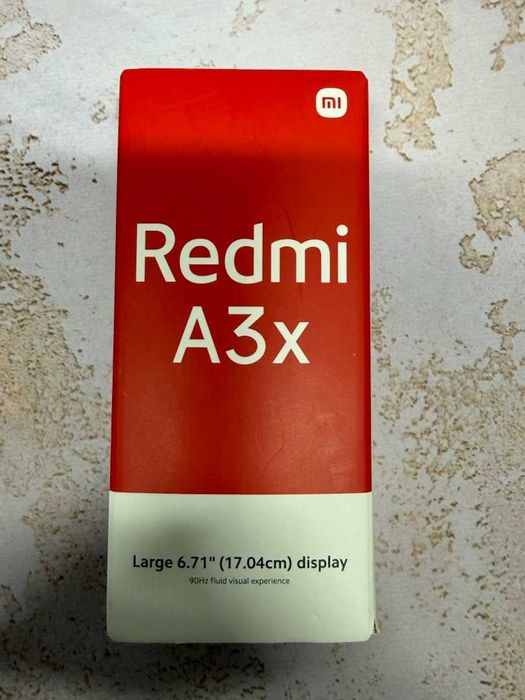 mi
Redmi
A3x
Large 6.71" (17.04cm) display
90Hz fluid visual experience